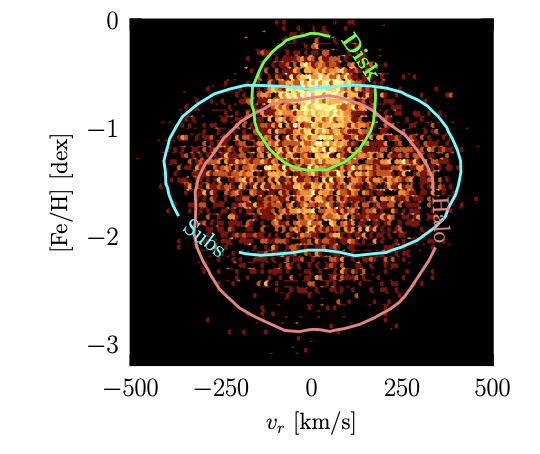 0
−1
−2
−3
[Fe/H] [dex]
Disk
Subs
Halo
−500 −250 0 250 500
v_r [km/s]